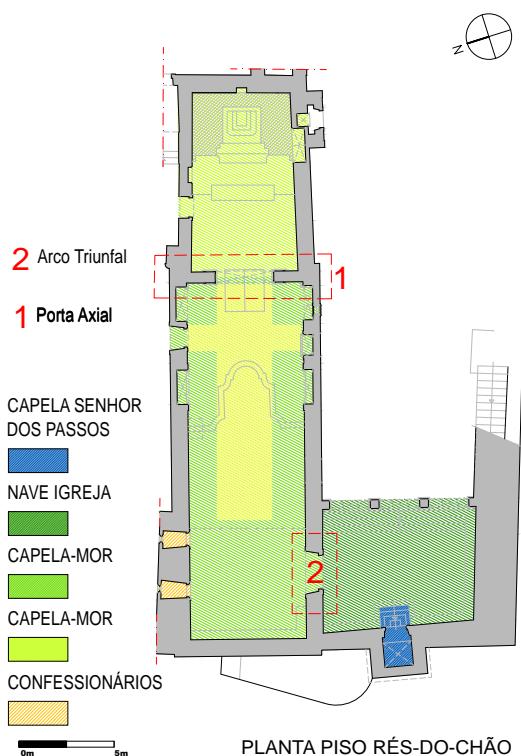 N
2 Arco Triunfal
1
1 Porta Axial
CAPELA SENHOR
DOS PASSOS
NAVE IGREJA
CAPELA-MOR
CAPELA-MOR
CONFESSIONÁRIOS
2
0m 5m
PLANTA PISO RÉS-DO-CHÃO